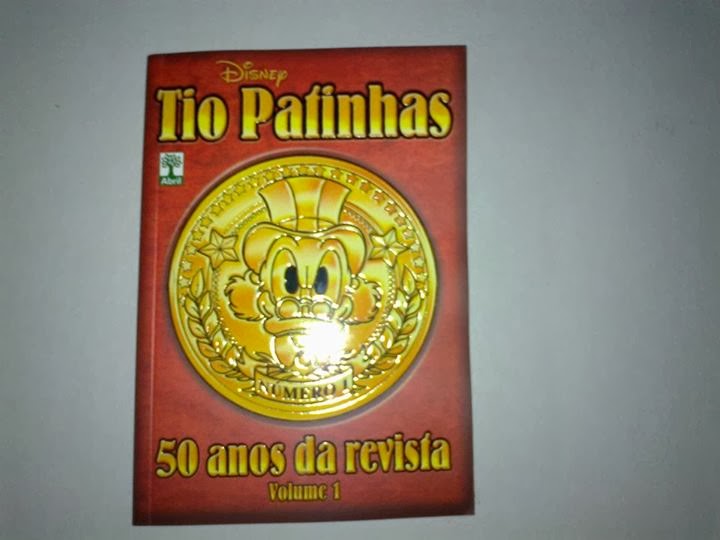 Disney
Tio Patinhas
Abril
NÚMERO 1
50 anos da revista
Volume 1